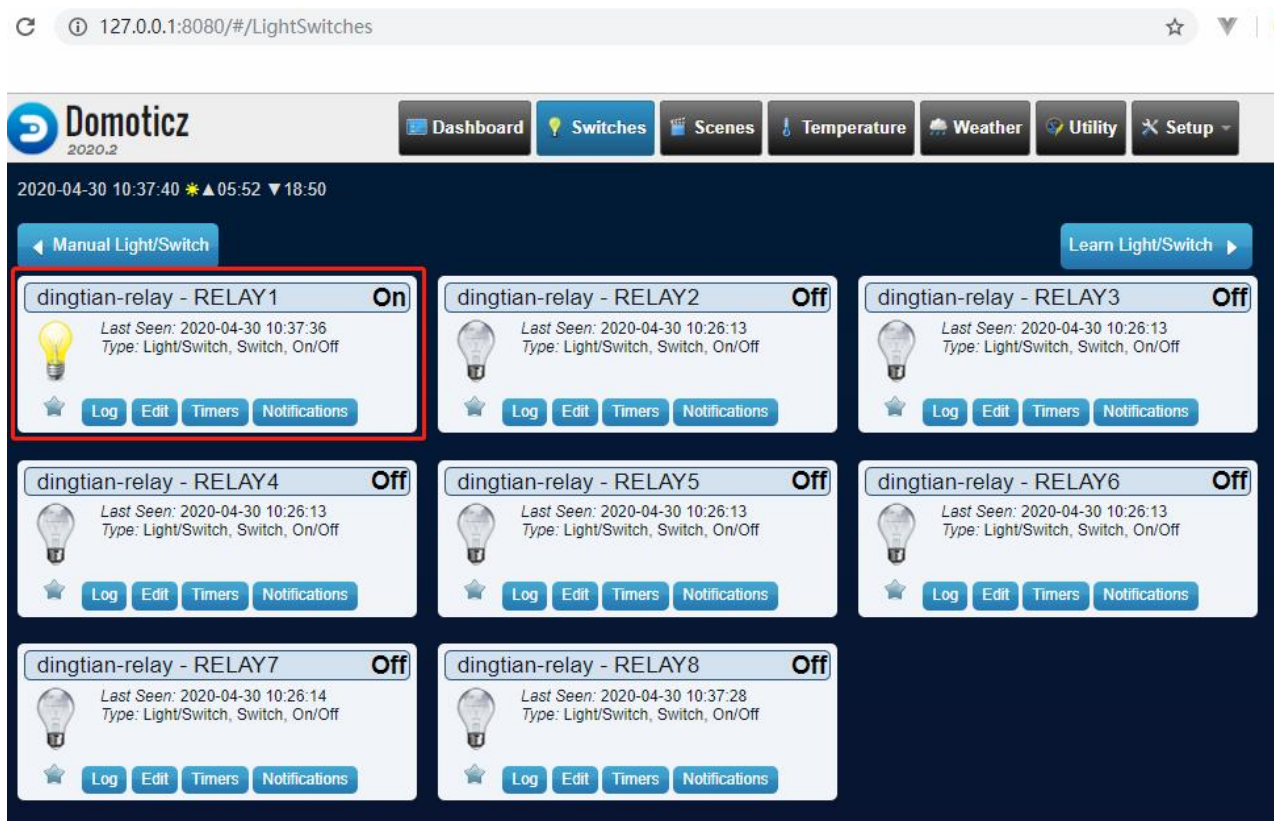 127.0.0.1:8080/#/LightSwitches
Domoticz
2020.2
Dashboard Switches Scenes Temperature Weather Utility Setup
2020-04-30 10:37:40 ▲05:52 ▼18:50
Manual Light/Switch Learn Light/Switch
dingtian-relay - RELAY1 On
Last Seen: 2020-04-30 10:37:36
Type: Light/Switch, Switch, On/Off
Log Edit Timers Notifications
dingtian-relay - RELAY2 Off
Last Seen: 2020-04-30 10:26:13
Type: Light/Switch, Switch, On/Off
Log Edit Timers Notifications
dingtian-relay - RELAY3 Off
Last Seen: 2020-04-30 10:26:13
Type: Light/Switch, Switch, On/Off
Log Edit Timers Notifications
dingtian-relay - RELAY4 Off
Last Seen: 2020-04-30 10:26:13
Type: Light/Switch, Switch, On/Off
Log Edit Timers Notifications
dingtian-relay - RELAY5 Off
Last Seen: 2020-04-30 10:26:13
Type: Light/Switch, Switch, On/Off
Log Edit Timers Notifications
dingtian-relay - RELAY6 Off
Last Seen: 2020-04-30 10:26:13
Type: Light/Switch, Switch, On/Off
Log Edit Timers Notifications
dingtian-relay - RELAY7 Off
Last Seen: 2020-04-30 10:26:14
Type: Light/Switch, Switch, On/Off
Log Edit Timers Notifications
dingtian-relay - RELAY8 Off
Last Seen: 2020-04-30 10:37:28
Type: Light/Switch, Switch, On/Off
Log Edit Timers Notifications